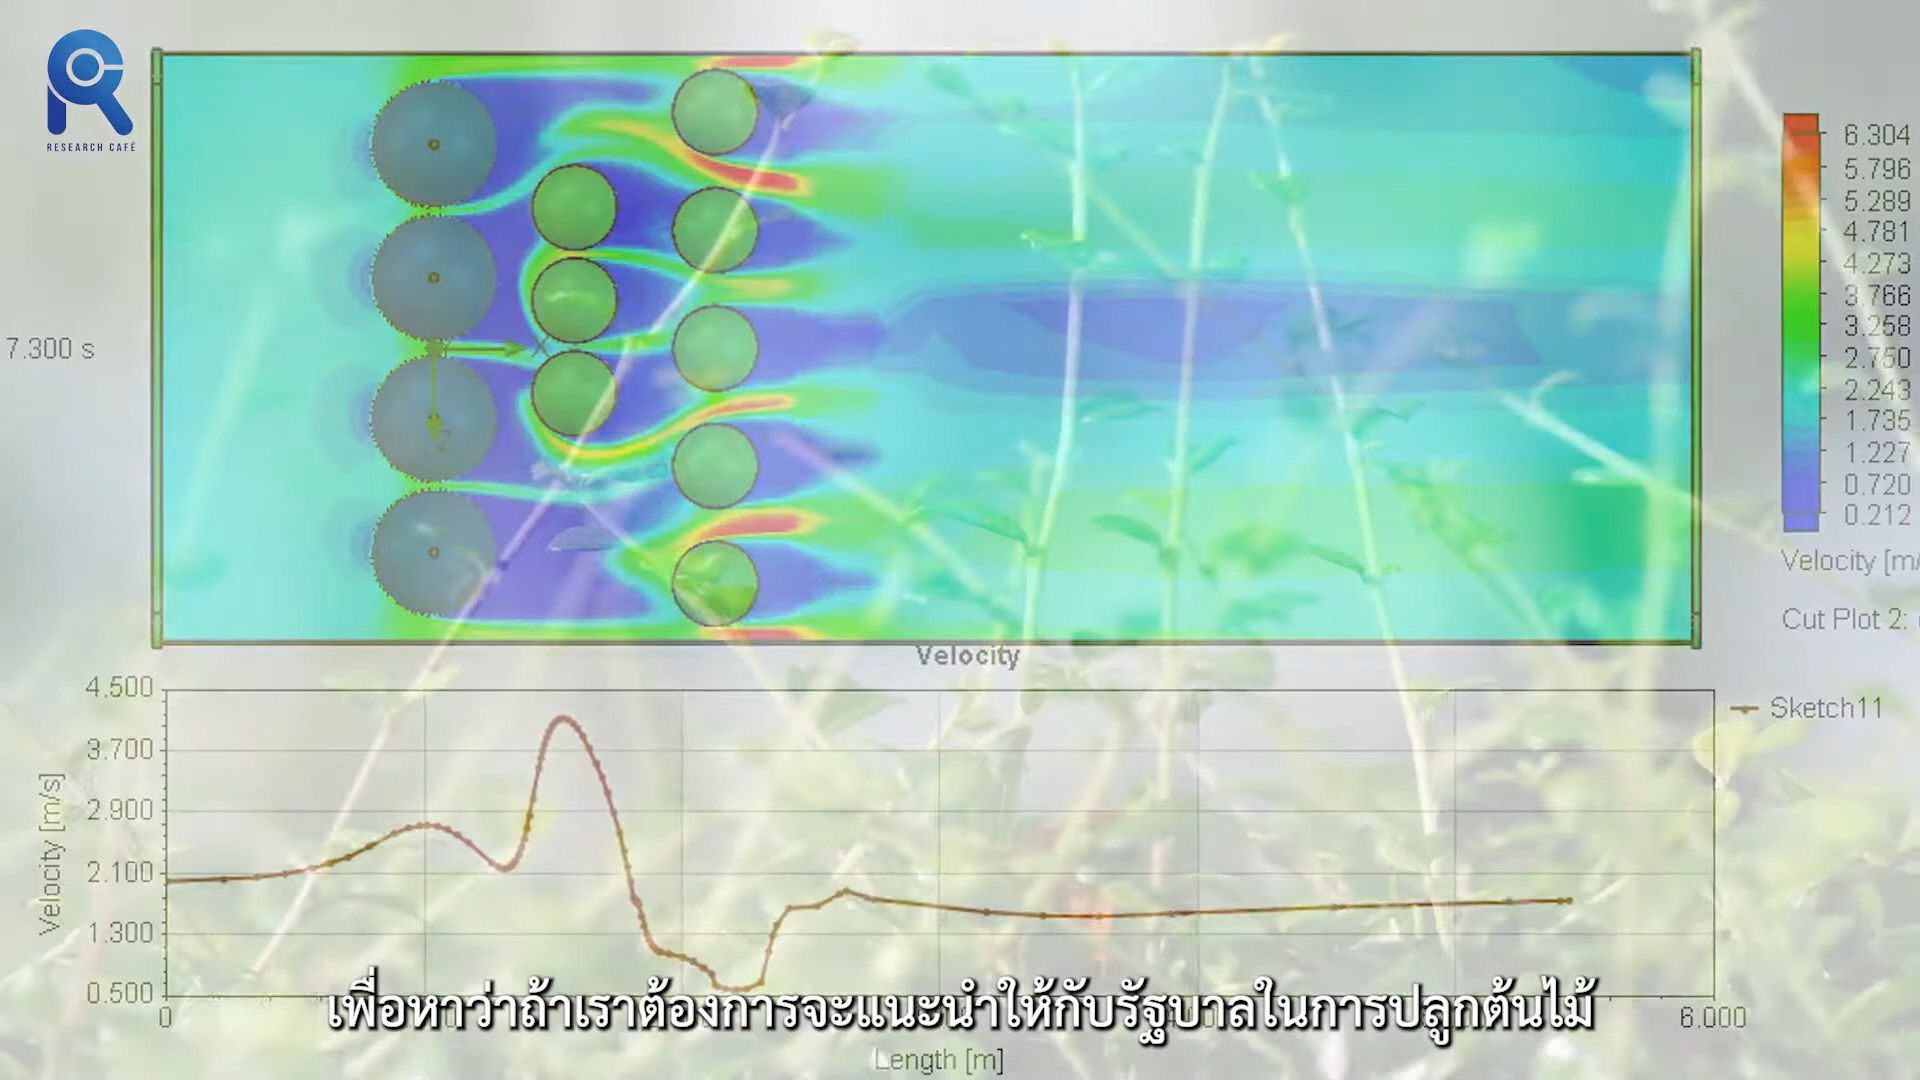 RESEARCH CAFÉ
7.300 s
X
Z
6.304
5.796
5.289
4.781
4.273
3.766
3.258
2.750
2.243
1.735
1.227
0.720
0.212
Velocity [m/
Cut Plot 2:
Velocity
4.500
3.700
2.900
2.100
1.300
0.500
Velocity [m/s]
Sketch11
0
6.000
Length [m]
เพื่อหาว่าถ้าเราต้องการจะแนะนำให้กับรัฐบาลในการปลูกต้นไม้